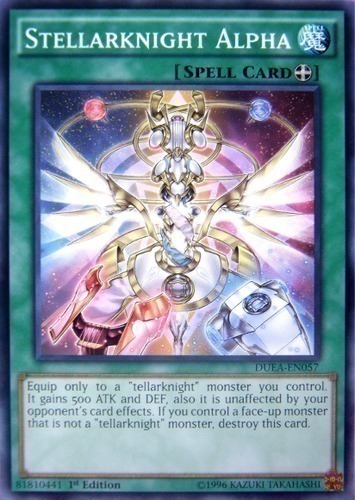 STELLARKNIGHT ALPHA 魔
[SPELL CARD]
DUEA-EN057
Equip only to a "tellarknight" monster you control.
It gains 500 ATK and DEF, also it is unaffected by your
opponent's card effects. If you control a face-up monster
that is not a "tellarknight" monster, destroy this card.
81810441 1st Edition ©1996 KAZUKI TAKAHASHI